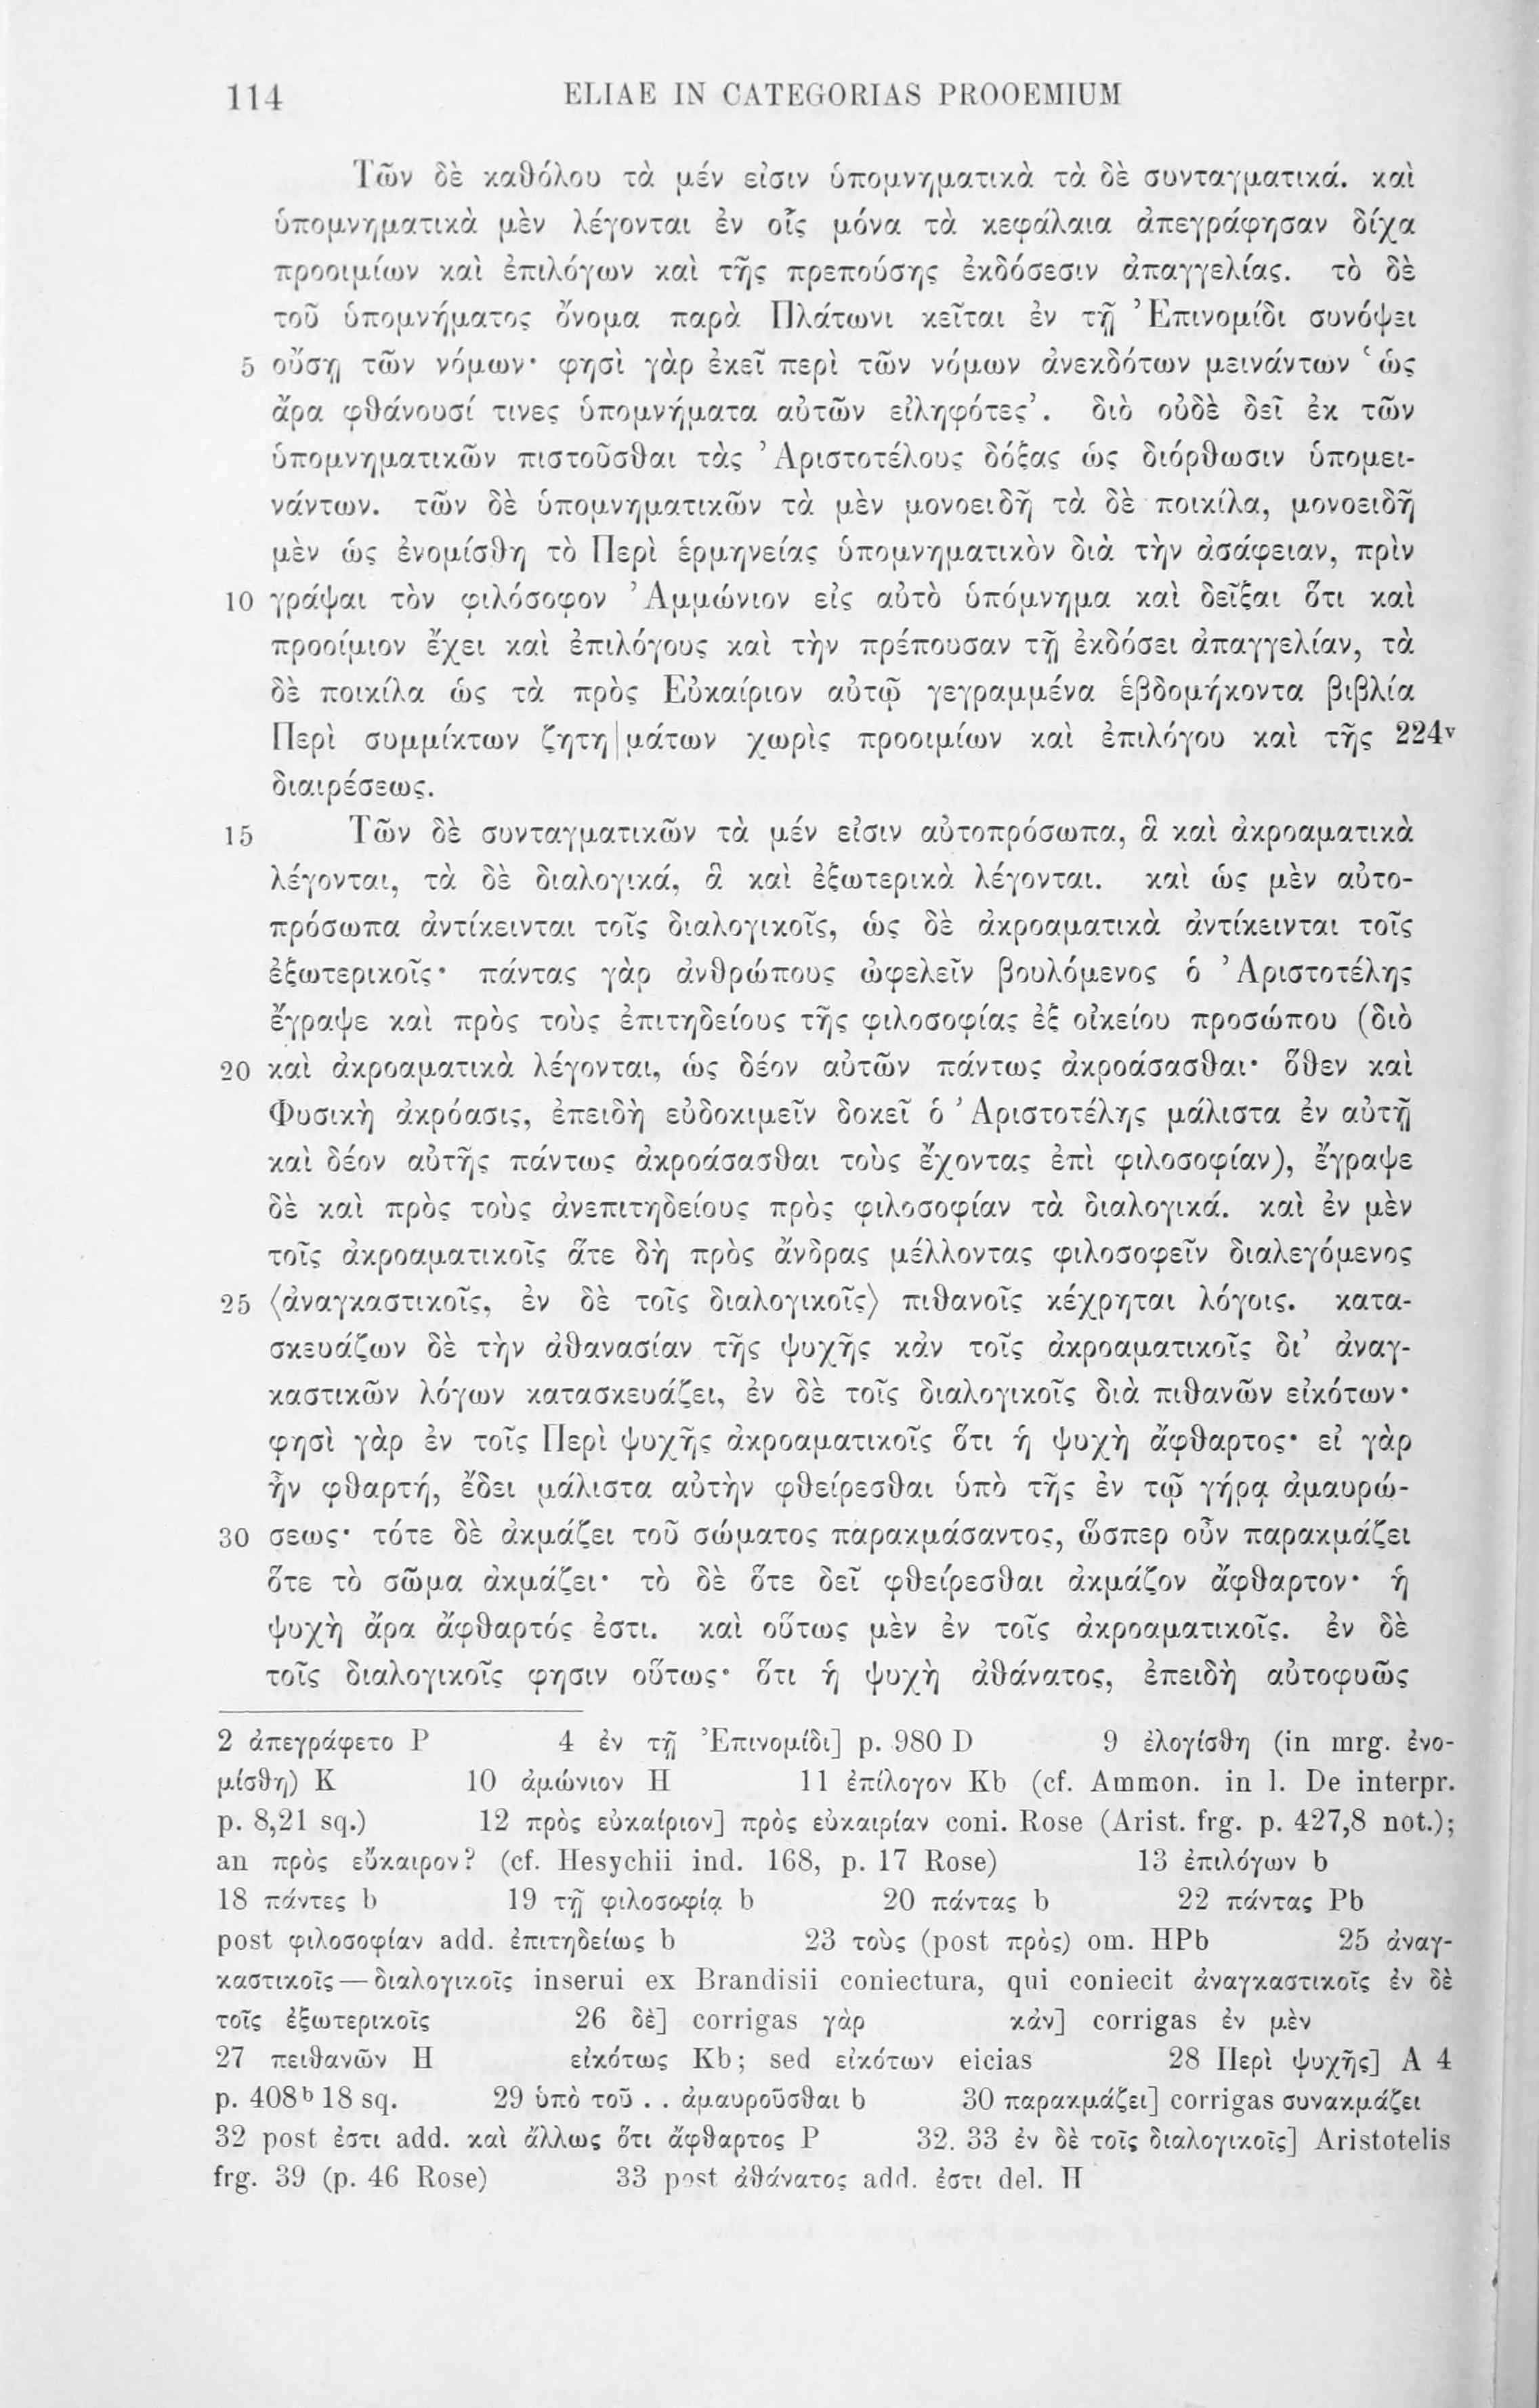 114 ELIAE IN CATEGORIAS PROOEMIUM
Τῶν δὲ καθόλου τὰ μέν εἰσιν ὑπομνηματικὰ τὰ δὲ συνταγματικά. καὶ
ὑπομνηματικὰ μὲν λέγονται ἐν οἷς μόνα τὰ κεφάλαια ἀπεγράφησαν δίχα
προοιμίων καὶ ἐπιλόγων καὶ τῆς πρεπούσης ἐκδόσεσιν ἀπαγγελίας. τὸ δὲ
τοῦ ὑπομνήματος ὄνομα παρὰ Πλάτωνι κεῖται ἐν τῇ Ἐπινομίδι συνόψει
5 οὔσῃ τῶν νόμων· φησὶ γὰρ ἐκεῖ περὶ τῶν νόμων ἀνεκδότων μεινάντων ‘ὡς
ἄρα φθάνουσί τινες ὑπομνήματα αὐτῶν εἰληφότες’. διὸ οὐδὲ δεῖ ἐκ τῶν
ὑπομνηματικῶν πιστοῦσθαι τὰς Ἀριστοτέλους δόξας ὡς διόρθωσιν ὑπομει-
νάντων. τῶν δὲ ὑπομνηματικῶν τὰ μὲν μονοειδῆ τὰ δὲ ποικίλα, μονοειδῆ
μὲν ὡς ἐνομίσθη τὸ Περὶ ἑρμηνείας ὑπομνηματικὸν διὰ τὴν ἀσάφειαν, πρὶν
10 γράψαι τὸν φιλόσοφον Ἀμμώνιον εἰς αὐτὸ ὑπόμνημα καὶ δεῖξαι ὅτι καὶ
προοίμιον ἔχει καὶ ἐπιλόγους καὶ τὴν πρέπουσαν τῇ ἐκδόσει ἀπαγγελίαν, τὰ
δὲ ποικίλα ὡς τὰ πρὸς Εὐκαίριον αὐτῷ γεγραμμένα ἑβδομήκοντα βιβλία
Περὶ συμμίκτων ζητη|μάτων χωρὶς προοιμίων καὶ ἐπιλόγου καὶ τῆς 224ᵛ
διαιρέσεως.
15 Τῶν δὲ συνταγματικῶν τὰ μέν εἰσιν αὐτοπρόσωπα, ἃ καὶ ἀκροαματικὰ
λέγονται, τὰ δὲ διαλογικά, ἃ καὶ ἐξωτερικὰ λέγονται. καὶ ὡς μὲν αὐτο-
πρόσωπα ἀντίκεινται τοῖς διαλογικοῖς, ὡς δὲ ἀκροαματικὰ ἀντίκεινται τοῖς
ἐξωτερικοῖς· πάντας γὰρ ἀνθρώπους ὠφελεῖν βουλόμενος ὁ Ἀριστοτέλης
ἔγραψε καὶ πρὸς τοὺς ἐπιτηδείους τῆς φιλοσοφίας ἐξ οἰκείου προσώπου (διὸ
20 καὶ ἀκροαματικὰ λέγονται, ὡς δέον αὐτῶν πάντως ἀκροάσασθαι· ὅθεν καὶ
Φυσικὴ ἀκρόασις, ἐπειδὴ εὐδοκιμεῖν δοκεῖ ὁ Ἀριστοτέλης μάλιστα ἐν αὐτῇ
καὶ δέον αὐτῆς πάντως ἀκροάσασθαι τοὺς ἔχοντας ἐπὶ φιλοσοφίαν), ἔγραψε
δὲ καὶ πρὸς τοὺς ἀνεπιτηδείους πρὸς φιλοσοφίαν τὰ διαλογικά. καὶ ἐν μὲν
τοῖς ἀκροαματικοῖς ἅτε δὴ πρὸς ἄνδρας μέλλοντας φιλοσοφεῖν διαλεγόμενος
25 ⟨ἀναγκαστικοῖς, ἐν δὲ τοῖς διαλογικοῖς⟩ πιθανοῖς κέχρηται λόγοις. κατα-
σκευάζων δὲ τὴν ἀθανασίαν τῆς ψυχῆς κἀν τοῖς ἀκροαματικοῖς δι’ ἀναγ-
καστικῶν λόγων κατασκευάζει, ἐν δὲ τοῖς διαλογικοῖς διὰ πιθανῶν εἰκότων·
φησὶ γὰρ ἐν τοῖς Περὶ ψυχῆς ἀκροαματικοῖς ὅτι ἡ ψυχὴ ἄφθαρτος· εἰ γὰρ
ἦν φθαρτή, ἔδει μάλιστα αὐτὴν φθείρεσθαι ὑπὸ τῆς ἐν τῷ γήρᾳ ἀμαυρώ-
30 σεως· τότε δὲ ἀκμάζει τοῦ σώματος παρακμάσαντος, ὥσπερ οὖν παρακμάζει
ὅτε τὸ σῶμα ἀκμάζει· τὸ δὲ ὅτε δεῖ φθείρεσθαι ἀκμάζον ἄφθαρτον· ἡ
ψυχὴ ἄρα ἄφθαρτός ἐστι. καὶ οὕτως μὲν ἐν τοῖς ἀκροαματικοῖς. ἐν δὲ
τοῖς διαλογικοῖς φησιν οὕτως· ὅτι ἡ ψυχὴ ἀθάνατος, ἐπειδὴ αὐτοφυῶς
2 ἀπεγράφετο P 4 ἐν τῇ Ἐπινομίδι] p. 980 D 9 ἐλογίσθη (in mrg. ἐνο-
μίσθη) K 10 ἀμώνιον H 11 ἐπίλογον Kb (cf. Ammon. in l. De interpr.
p. 8,21 sq.) 12 πρὸς εὐκαίριον] πρὸς εὐκαιρίαν coni. Rose (Arist. frg. p. 427,8 not.);
an πρὸς εὔκαιρον? (cf. Hesychii ind. 168, p. 17 Rose) 13 ἐπιλόγων b
18 πάντες b 19 τῇ φιλοσοφίᾳ b 20 πάντας b 22 πάντας Pb
post φιλοσοφίαν add. ἐπιτηδείως b 23 τοὺς (post πρὸς) om. HPb 25 ἀναγ-
καστικοῖς — διαλογικοῖς inserui ex Brandisii coniectura, qui coniecit ἀναγκαστικοῖς ἐν δὲ
τοῖς ἐξωτερικοῖς 26 δὲ] corrigas γὰρ κἀν] corrigas ἐν μὲν
27 πειθανῶν H εἰκότως Kb; sed εἰκότων eicias 28 Περὶ ψυχῆς] A 4
p. 408ᵇ 18 sq. 29 ὑπὸ τοῦ . . ἀμαυροῦσθαι b 30 παρακμάζει] corrigas συνακμάζει
32 post ἐστι add. καὶ ἄλλως ὅτι ἄφθαρτος P 32. 33 ἐν δὲ τοῖς διαλογικοῖς] Aristotelis
frg. 39 (p. 46 Rose) 33 post ἀθάνατος add. ἐστι del. H